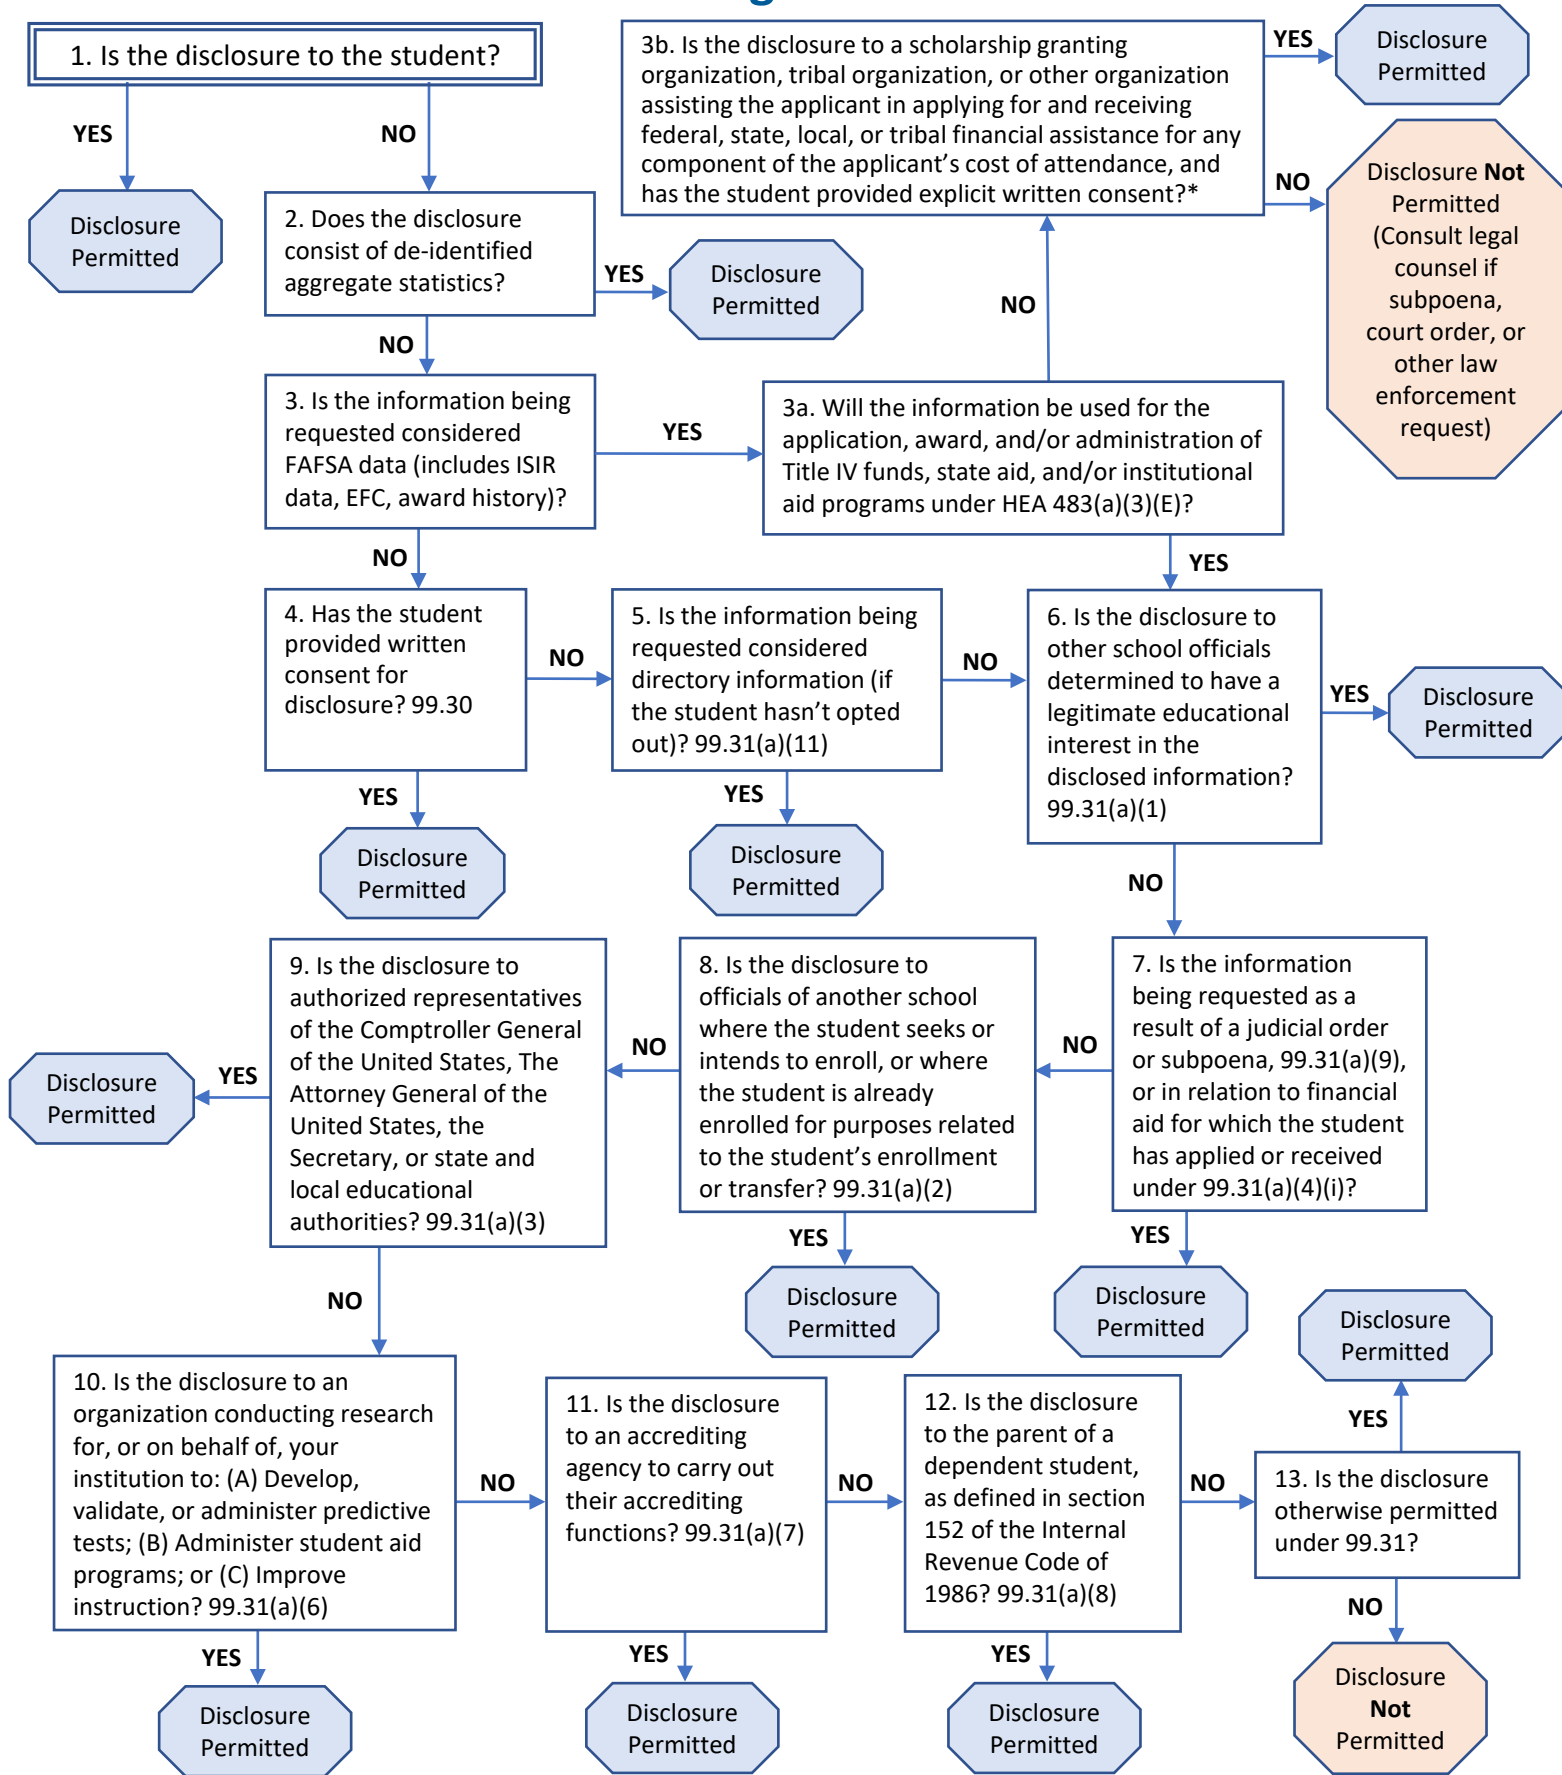 1. Is the disclosure to the student?
YES
NO
Disclosure
Permitted
2. Does the disclosure
consist of de-identified
aggregate statistics?
YES
Disclosure
Permitted
NO
3. Is the information being
requested considered
FAFSA data (includes ISIR
data, EFC, award history)?
YES
3a. Will the information be used for the
application, award, and/or administration of
Title IV funds, state aid, and/or institutional
aid programs under HEA 483(a)(3)(E)?
NO
3b. Is the disclosure to a scholarship granting
organization, tribal organization, or other organization
assisting the applicant in applying for and receiving
federal, state, local, or tribal financial assistance for any
component of the applicant’s cost of attendance, and
has the student provided explicit written consent?*
YES
Disclosure
Permitted
NO
Disclosure Not
Permitted
(Consult legal
counsel if
subpoena,
court order, or
other law
enforcement
request)
NO
YES
4. Has the student
provided written
consent for
disclosure? 99.30
NO
5. Is the information being
requested considered
directory information (if
the student hasn’t opted
out)? 99.31(a)(11)
NO
6. Is the disclosure to
other school officials
determined to have a
legitimate educational
interest in the
disclosed information?
99.31(a)(1)
YES
Disclosure
Permitted
YES
Disclosure
Permitted
YES
Disclosure
Permitted
NO
7. Is the information
being requested as a
result of a judicial order
or subpoena, 99.31(a)(9),
or in relation to financial
aid for which the student
has applied or received
under 99.31(a)(4)(i)?
NO
8. Is the disclosure to
officials of another school
where the student seeks or
intends to enroll, or where
the student is already
enrolled for purposes related
to the student’s enrollment
or transfer? 99.31(a)(2)
NO
9. Is the disclosure to
authorized representatives
of the Comptroller General
of the United States, The
Attorney General of the
United States, the
Secretary, or state and
local educational
authorities? 99.31(a)(3)
YES
Disclosure
Permitted
YES
Disclosure
Permitted
YES
Disclosure
Permitted
NO
10. Is the disclosure to an
organization conducting research
for, or on behalf of, your
institution to: (A) Develop,
validate, or administer predictive
tests; (B) Administer student aid
programs; or (C) Improve
instruction? 99.31(a)(6)
NO
11. Is the disclosure
to an accrediting
agency to carry out
their accrediting
functions? 99.31(a)(7)
NO
12. Is the disclosure
to the parent of a
dependent student,
as defined in section
152 of the Internal
Revenue Code of
1986? 99.31(a)(8)
NO
13. Is the disclosure
otherwise permitted
under 99.31?
YES
Disclosure
Permitted
YES
Disclosure
Permitted
YES
Disclosure
Permitted
YES
Disclosure
Permitted
NO
Disclosure
Not
Permitted